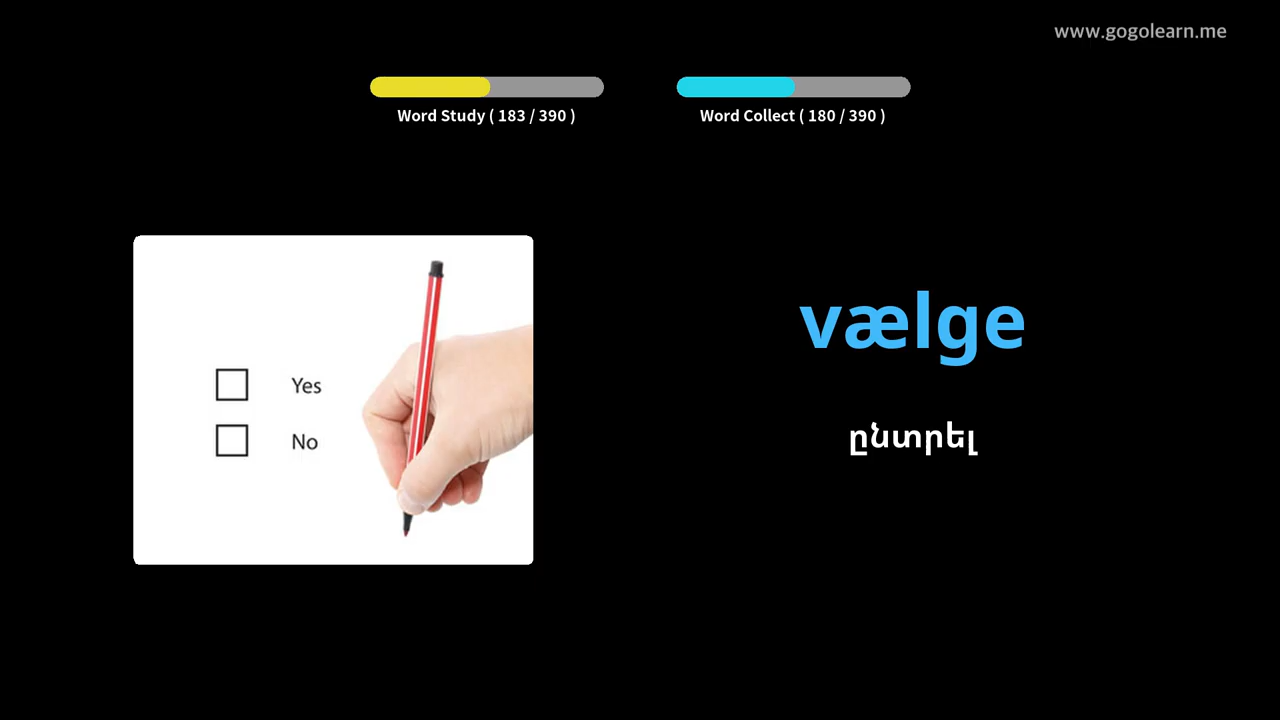 www.gogolearn.me
Word Study ( 183 / 390 )
Word Collect ( 180 / 390 )
Yes
No
vælge
ընտրել